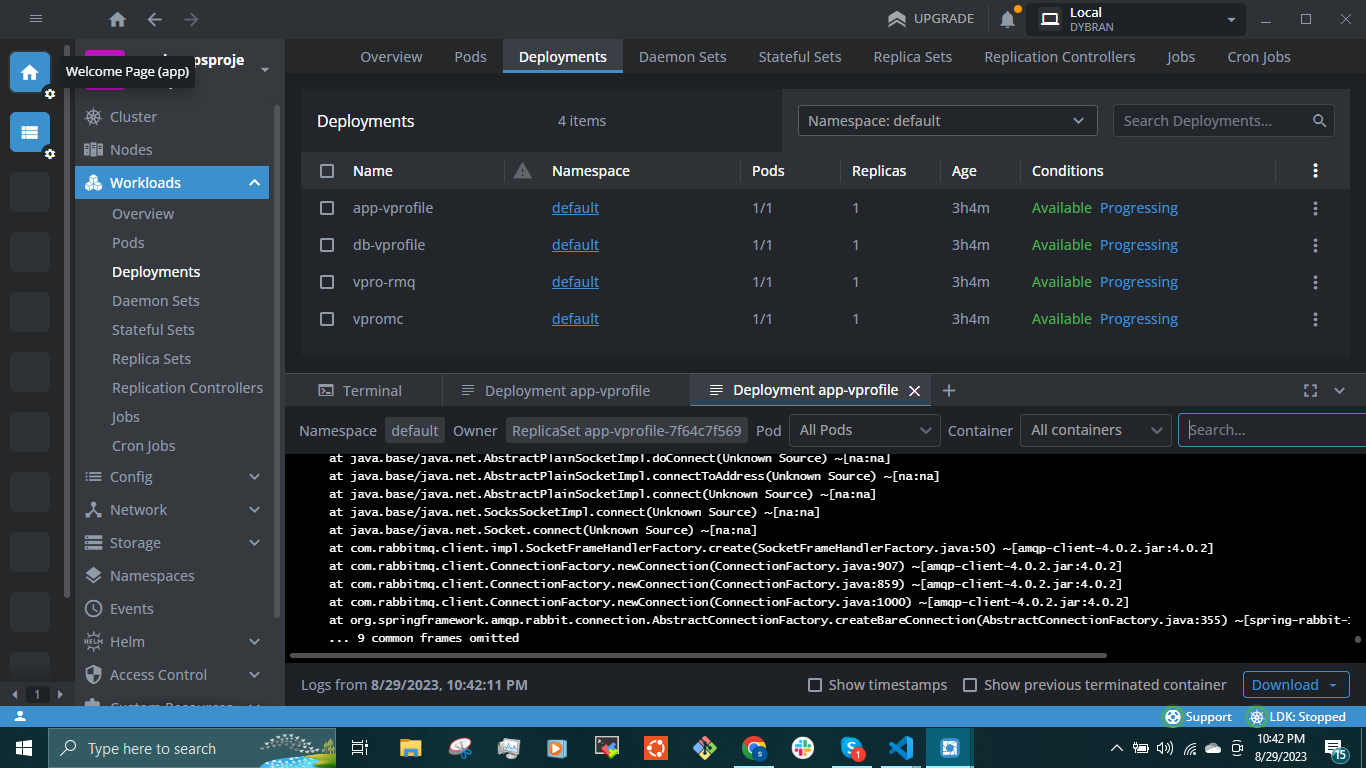 UPGRADE
Local
DYBRAN
psproje
Welcome Page (app)
Overview Pods Deployments Daemon Sets Stateful Sets Replica Sets Replication Controllers Jobs Cron Jobs
Cluster
Nodes
Workloads
Overview
Pods
Deployments
Daemon Sets
Stateful Sets
Replica Sets
Replication Controllers
Jobs
Cron Jobs
Config
Network
Storage
Namespaces
Events
HELM Helm
Access Control
1
Deployments 4 items Namespace: default Search Deployments...
Name Namespace Pods Replicas Age Conditions
app-vprofile default 1/1 1 3h4m Available Progressing
db-vprofile default 1/1 1 3h4m Available Progressing
vpro-rmq default 1/1 1 3h4m Available Progressing
vpromc default 1/1 1 3h4m Available Progressing
Terminal Deployment app-vprofile Deployment app-vprofile
Namespace default Owner ReplicaSet app-vprofile-7f64c7f569 Pod All Pods Container All containers Search...
at java.base/java.net.AbstractPlainSocketImpl.doConnect(Unknown Source) ~[na:na]
at java.base/java.net.AbstractPlainSocketImpl.connectToAddress(Unknown Source) ~[na:na]
at java.base/java.net.AbstractPlainSocketImpl.connect(Unknown Source) ~[na:na]
at java.base/java.net.SocksSocketImpl.connect(Unknown Source) ~[na:na]
at java.base/java.net.Socket.connect(Unknown Source) ~[na:na]
at com.rabbitmq.client.impl.SocketFrameHandlerFactory.create(SocketFrameHandlerFactory.java:50) ~[amqp-client-4.0.2.jar:4.0.2]
at com.rabbitmq.client.ConnectionFactory.newConnection(ConnectionFactory.java:907) ~[amqp-client-4.0.2.jar:4.0.2]
at com.rabbitmq.client.ConnectionFactory.newConnection(ConnectionFactory.java:859) ~[amqp-client-4.0.2.jar:4.0.2]
at com.rabbitmq.client.ConnectionFactory.newConnection(ConnectionFactory.java:1000) ~[amqp-client-4.0.2.jar:4.0.2]
at org.springframework.amqp.rabbit.connection.AbstractConnectionFactory.createBareConnection(AbstractConnectionFactory.java:355) ~[spring-rabbit-
... 9 common frames omitted
Logs from 8/29/2023, 10:42:11 PM Show timestamps Show previous terminated container Download
Support LDK: Stopped
Type here to search
1
10:42 PM
8/29/2023
15